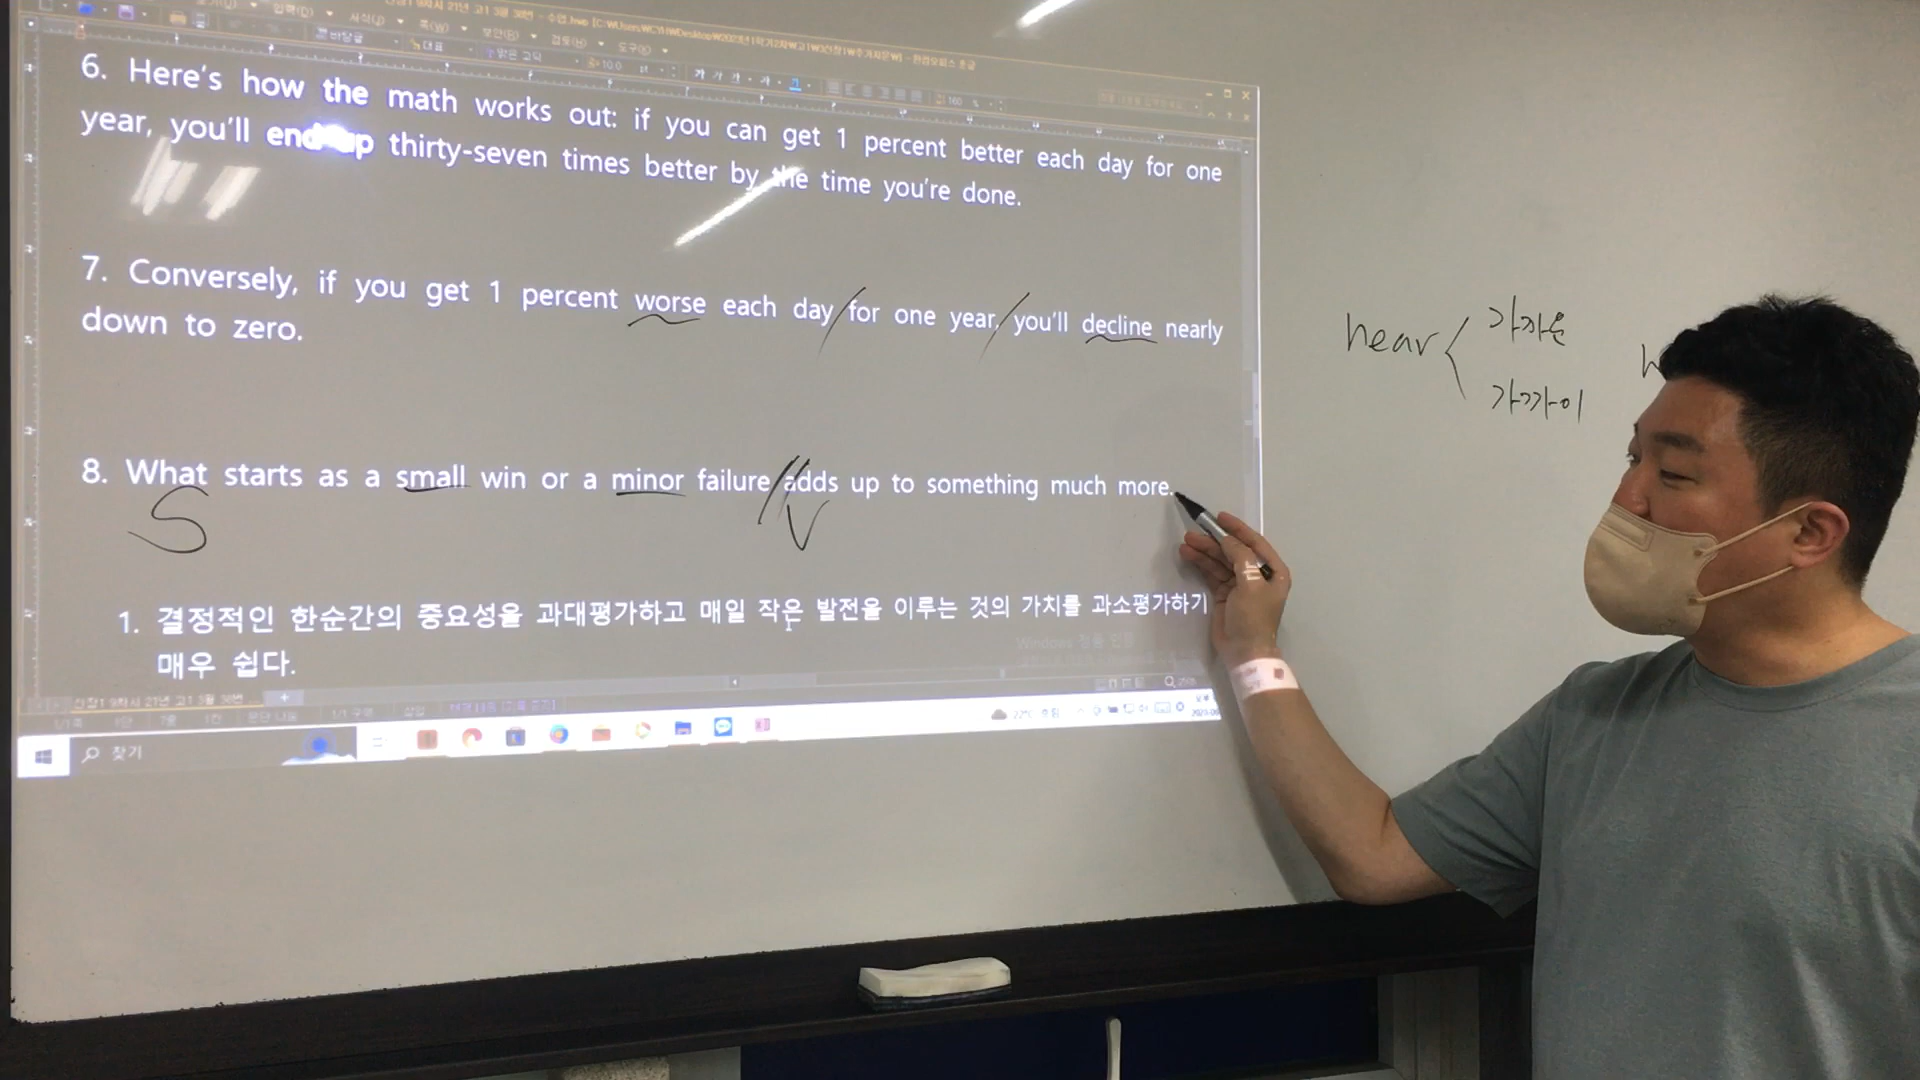 6. Here's how the math works out: if you can get 1 percent better each day for one
year, you'll end up thirty-seven times better by the time you're done.
7. Conversely, if you get 1 percent worse each day for one year, you'll decline nearly
down to zero.
8. What starts as a small win or a minor failure adds up to something much more.
S
V
1. 결정적인 한순간의 중요성을 과대평가하고 매일 작은 발전을 이루는 것의 가치를 과소평가하기
매우 쉽다.
near
가까운
가까이
찾기
22°C